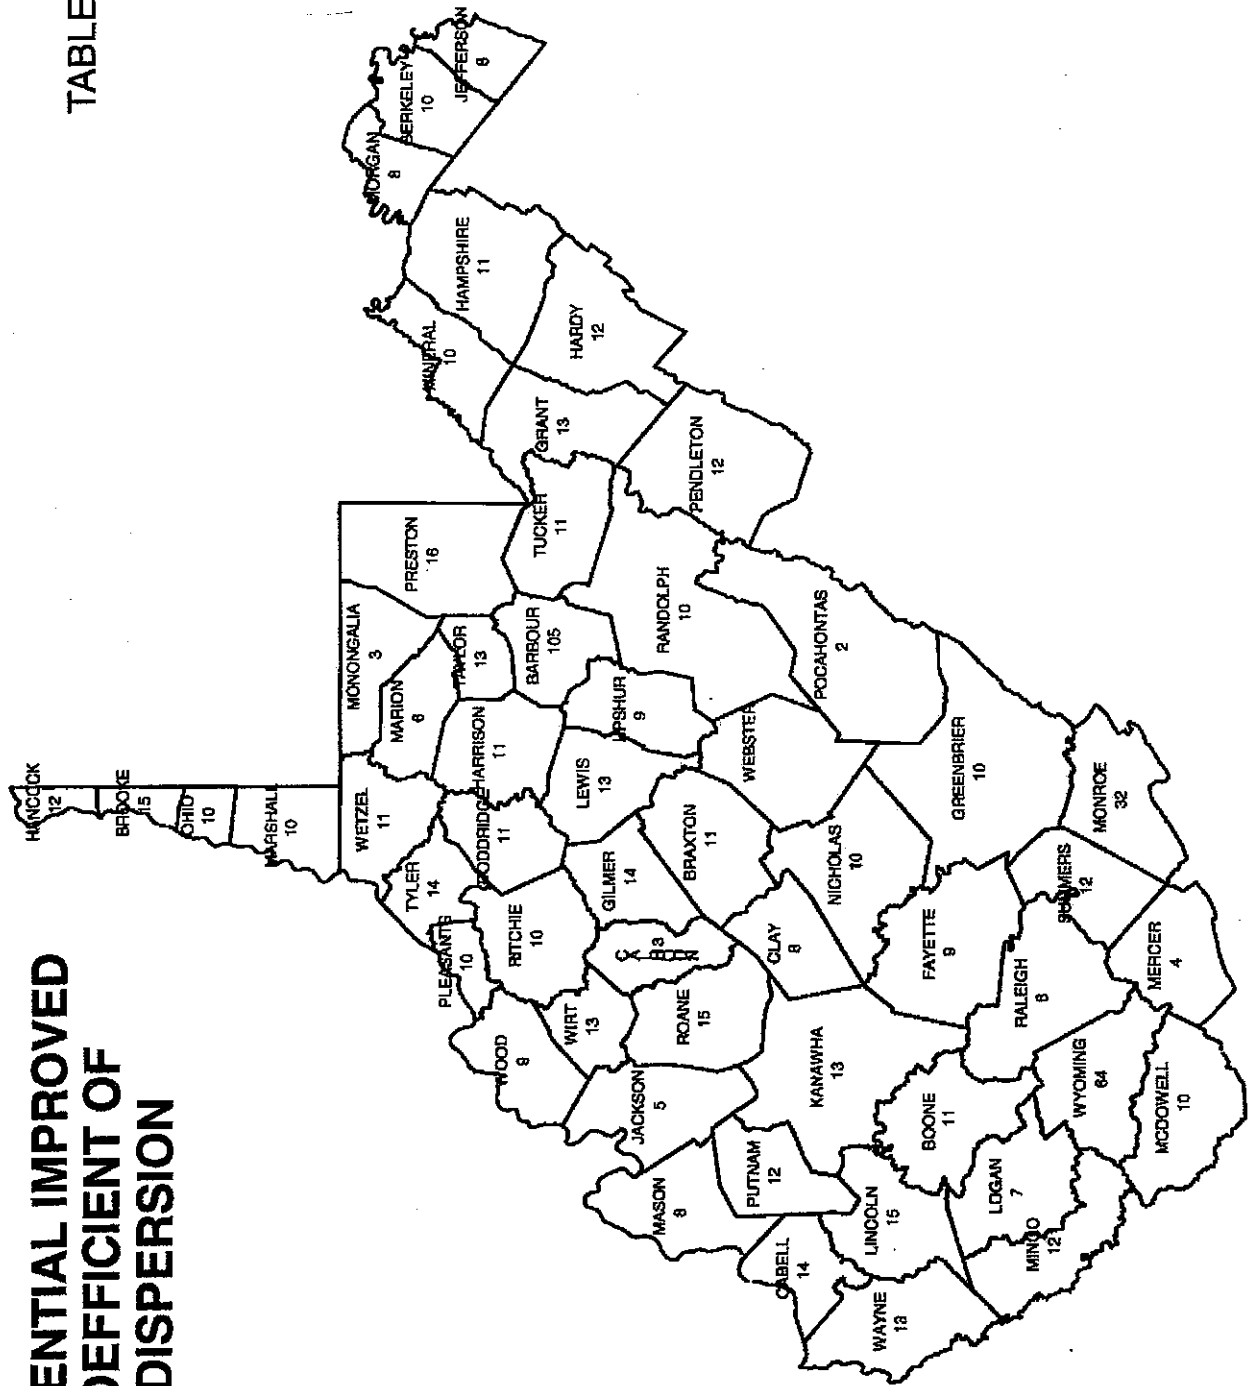 ENTIAL IMPROVED
OEFFICIENT OF
DISPERSION
TABLE
HANCOCK
12
BROOKE
15
OHIO
10
MARSHALL
10
WETZEL
11
MONONGALIA
3
PRESTON
16
MARION
6
TYLER
14
PLEASANTS
10
DODDRIDGE
11
HARRISON
11
TAYLOR
13
BARBOUR
105
TUCKER
11
GRANT
13
MINERAL
10
HAMPSHIRE
11
HARDY
12
MORGAN
8
BERKELEY
10
JEFFERSON
PENDLETON
12
RANDOLPH
10
UPSHUR
9
LEWIS
13
GILMER
14
RITCHIE
10
WOOD
9
WIRT
13
CALHOUN
ROANE
15
JACKSON
5
MASON
8
PUTNAM
12
CABELL
14
WAYNE
LINCOLN
15
KANAWHA
13
CLAY
8
BRAXTON
11
WEBSTER
POCAHONTAS
2
NICHOLAS
10
GREENBRIER
10
FAYETTE
9
BOONE
11
LOGAN
7
MINGO
12
WYOMING
64
RALEIGH
SUMMERS
12
MONROE
32
MERCER
4
MCDOWELL
10